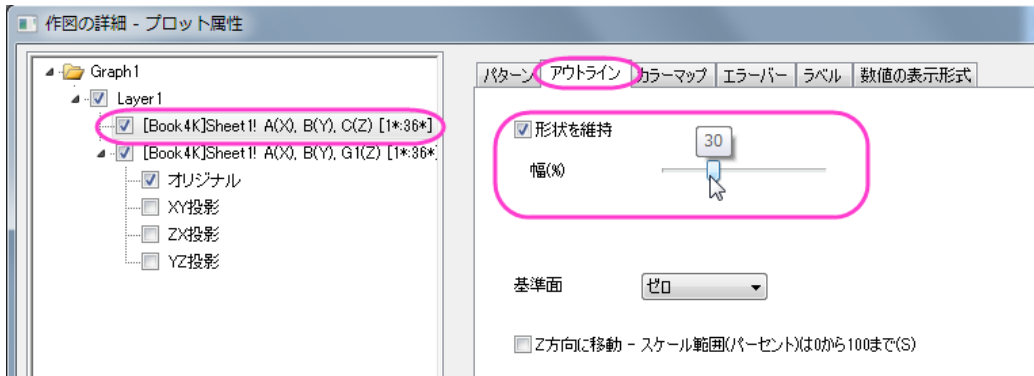 作図の詳細 - プロット属性
Graph1
Layer1
[Book4K]Sheet1! A(X), B(Y), C(Z) [1*:36*]
[Book4K]Sheet1! A(X), B(Y), G1(Z) [1*:36*]
オリジナル
XY投影
ZX投影
YZ投影
パターン アウトライン カラーマップ エラーバー ラベル 数値の表示形式
形状を維持
30
幅(%)
基準面 ゼロ
Z方向に移動 - スケール範囲(パーセント)は0から100まで(S)